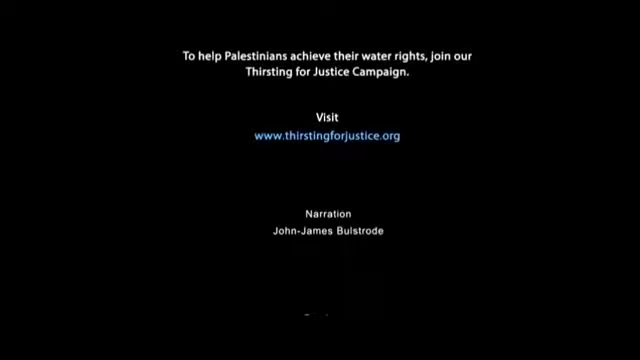 To help Palestinians achieve their water rights, join our
Thirsting for Justice Campaign.
Visit
www.thirstingforjustice.org
Narration
John-James Bulstrode